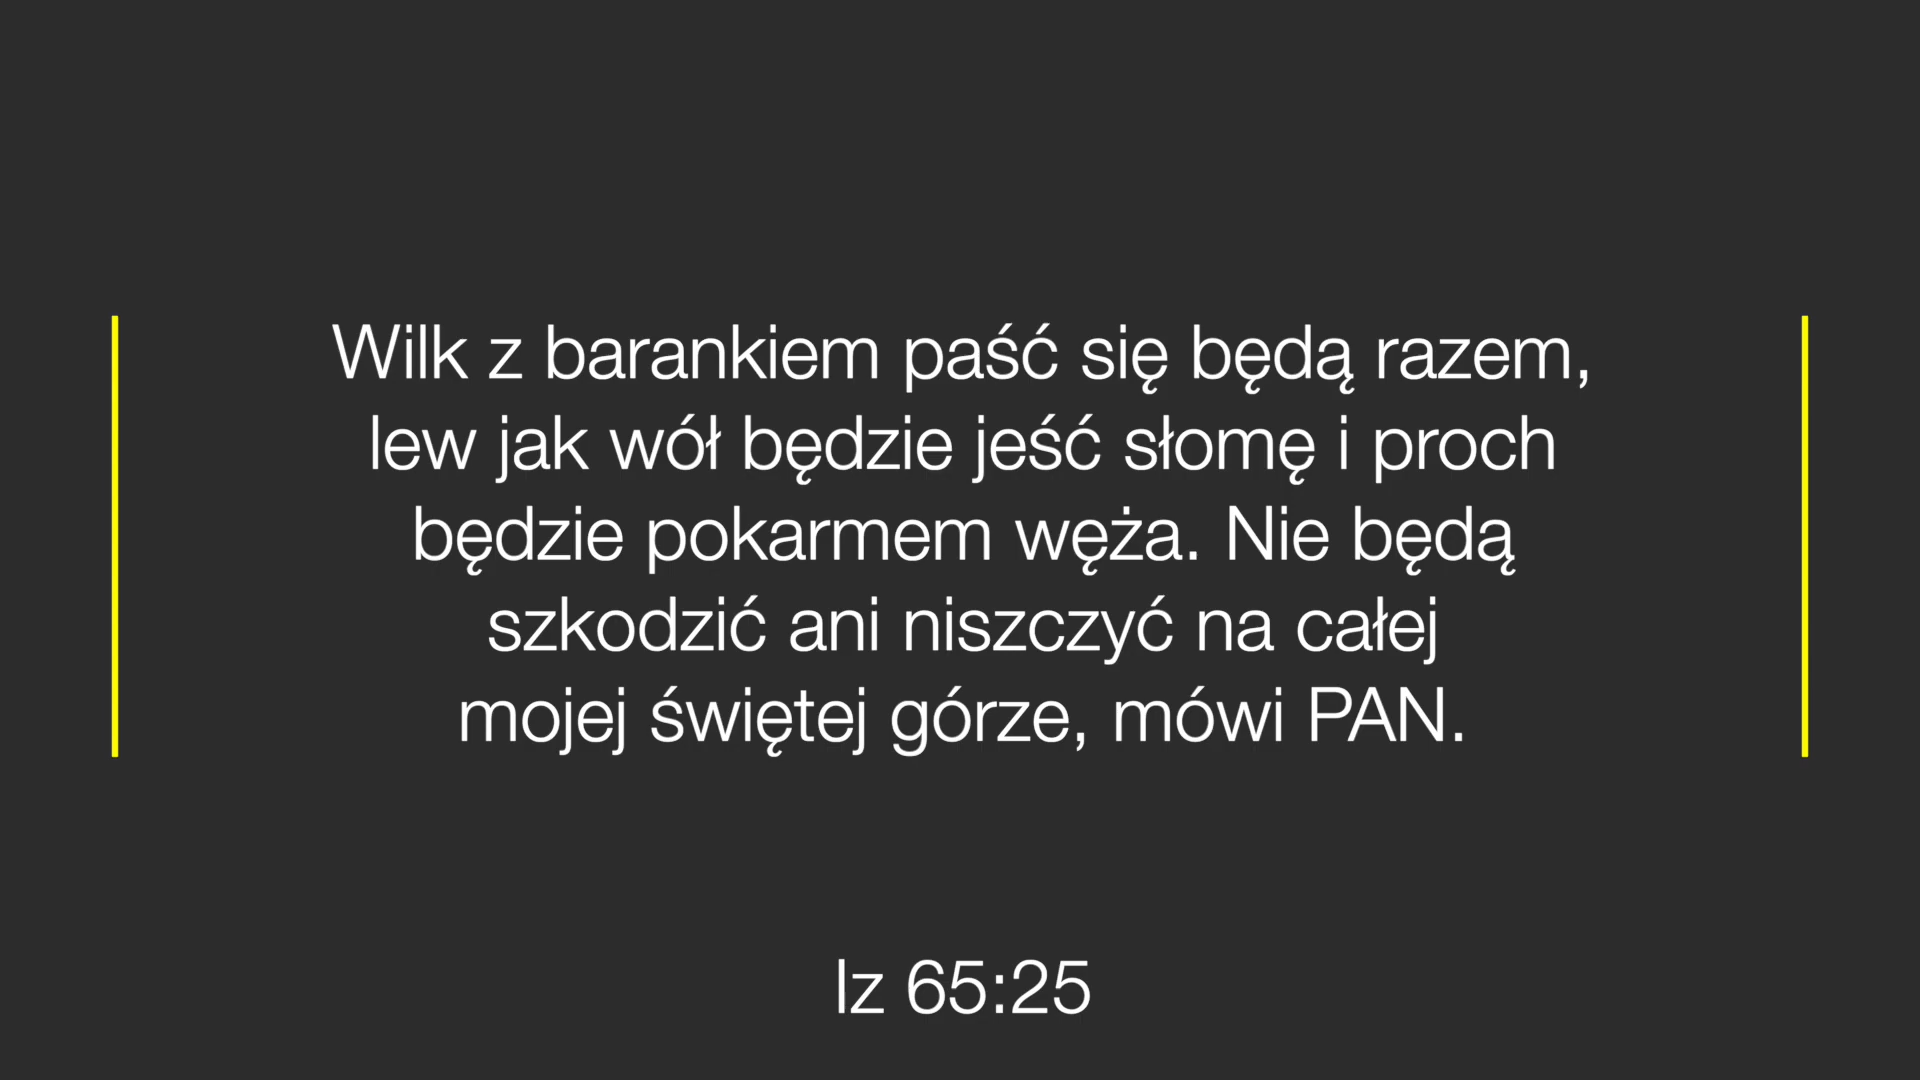 Wilk z barankiem paść się będą razem,
lew jak wół będzie jeść słomę i proch
będzie pokarmem węża. Nie będą
szkodzić ani niszczyć na całej
mojej świętej górze, mówi PAN.
Iz 65:25